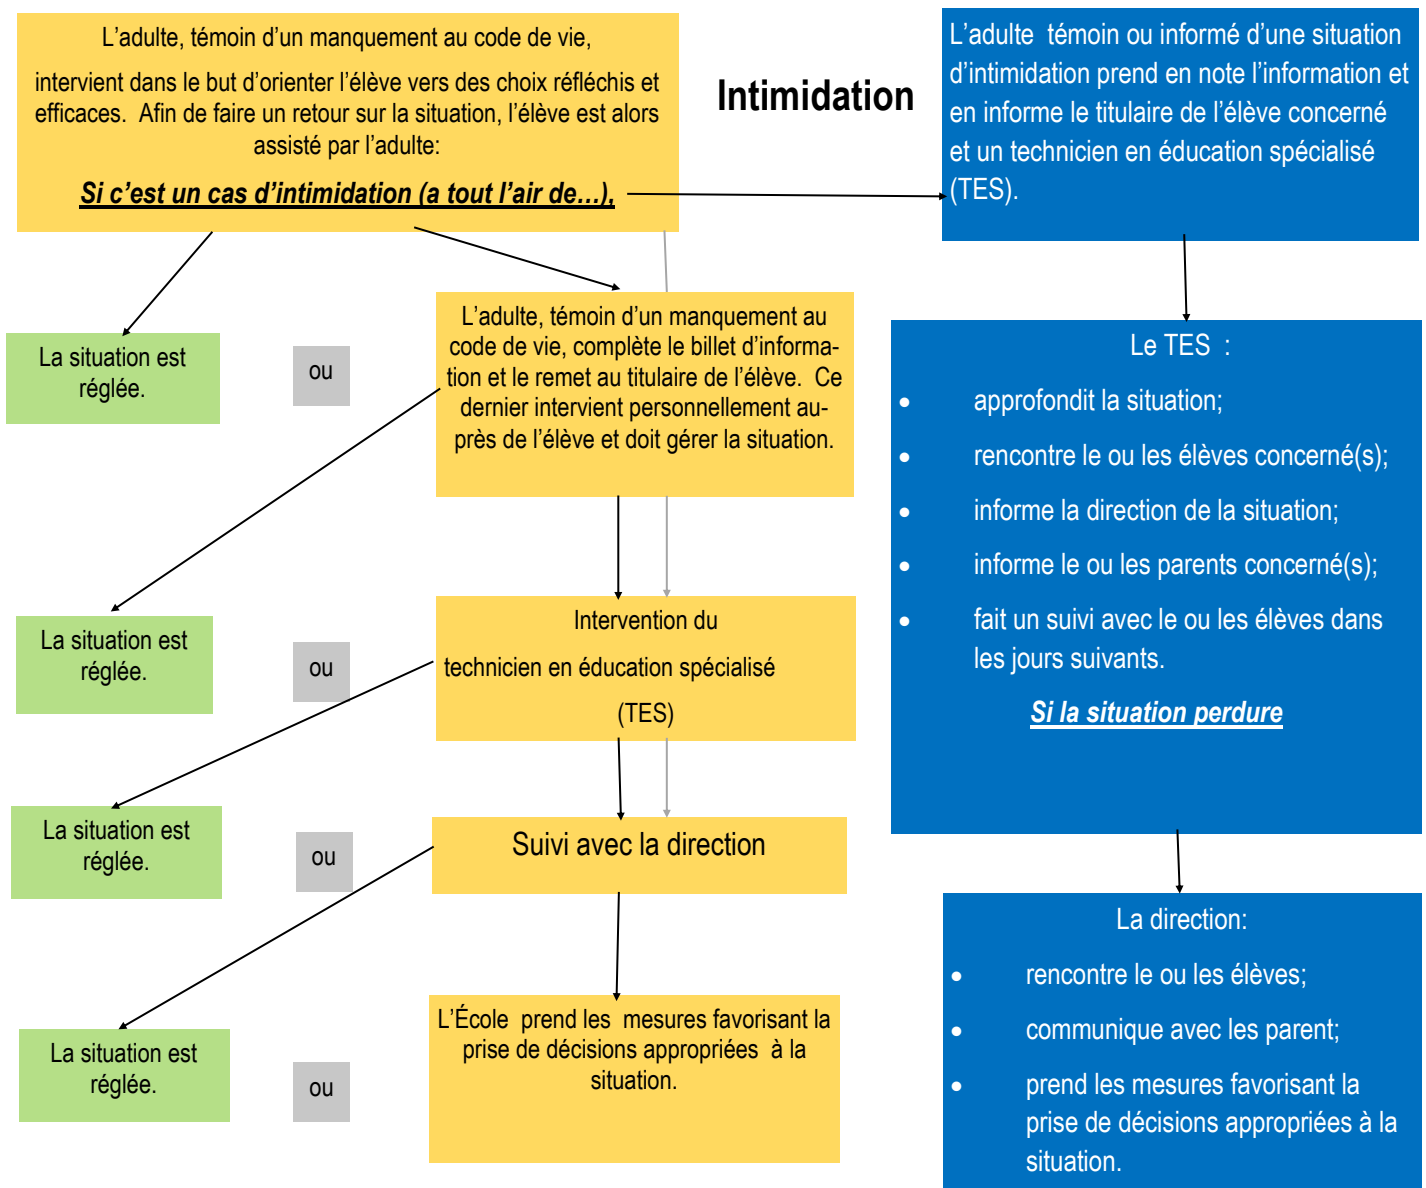 L’adulte, témoin d’un manquement au code de vie,
intervient dans le but d’orienter l’élève vers des choix réfléchis et
efficaces.  Afin de faire un retour sur la situation, l’élève est alors
assisté par l’adulte:
Si c’est un cas d’intimidation (a tout l’air de…),
Intimidation
L’adulte  témoin ou informé d’une situation
d’intimidation prend en note l’information et
en informe le titulaire de l’élève concerné
et un technicien en éducation spécialisé
(TES).
La situation est
réglée.
ou
L’adulte, témoin d’un manquement au
code de vie, complète le billet d’informa-
tion et le remet au titulaire de l’élève.  Ce
dernier intervient personnellement au-
près de l’élève et doit gérer la situation.
La situation est
réglée.
ou
Intervention du
technicien en éducation spécialisé
(TES)
La situation est
réglée.
ou
Suivi avec la direction
La situation est
réglée.
ou
L’École  prend les  mesures favorisant la
prise de décisions appropriées  à la
situation.
Le TES  :
• approfondit la situation;
• rencontre le ou les élèves concerné(s);
• informe la direction de la situation;
• informe le ou les parents concerné(s);
• fait un suivi avec le ou les élèves dans
les jours suivants.
Si la situation perdure
La direction:
• rencontre le ou les élèves;
• communique avec les parent;
• prend les mesures favorisant la
prise de décisions appropriées à la
situation.